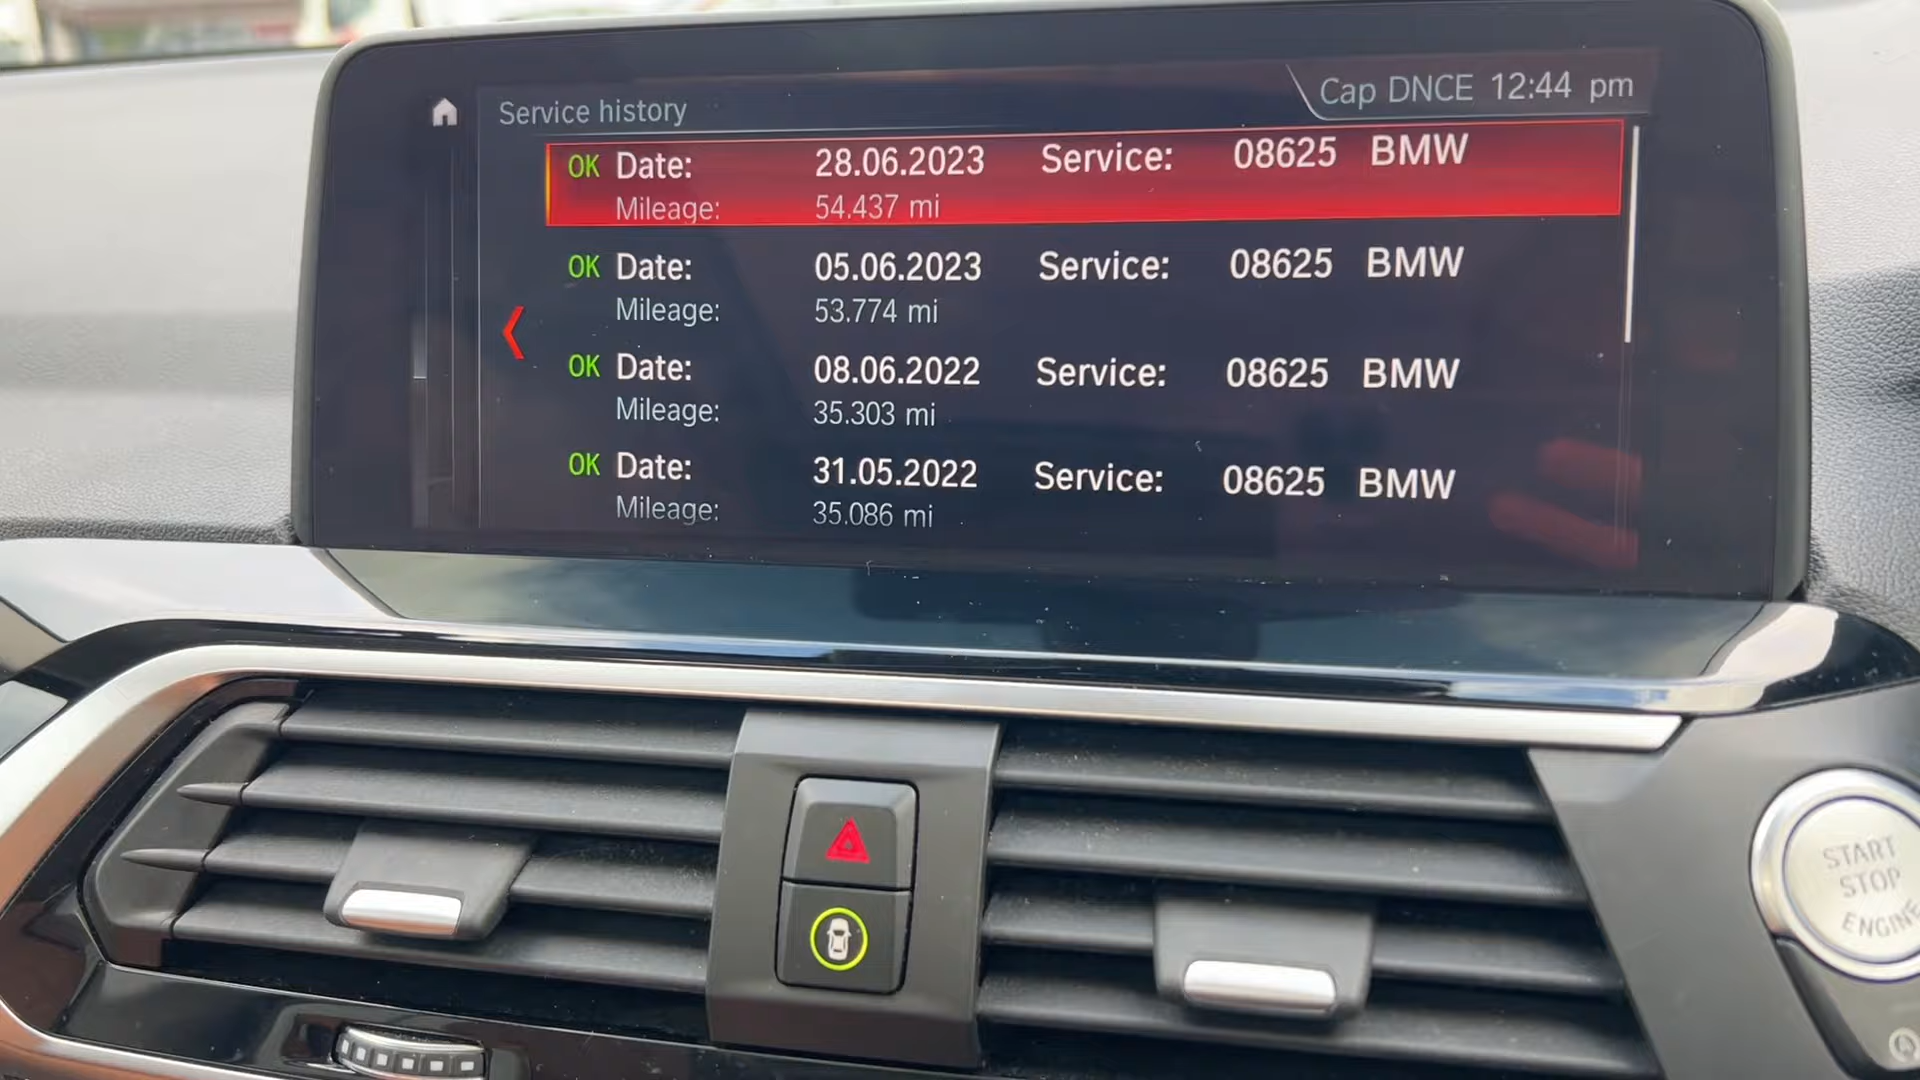 Cap DNCE 12:44 pm
Service history
OK Date: 28.06.2023 Service: 08625 BMW
Mileage: 54.437 mi
OK Date: 05.06.2023 Service: 08625 BMW
Mileage: 53.774 mi
OK Date: 08.06.2022 Service: 08625 BMW
Mileage: 35.303 mi
OK Date: 31.05.2022 Service: 08625 BMW
Mileage: 35.086 mi
START
STOP
ENGINE
A